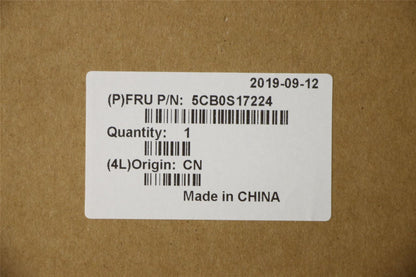 2019-09-12
(P)FRU P/N: 5CB0S17224
Quantity: 1
(4L)Origin: CN
Made in CHINA